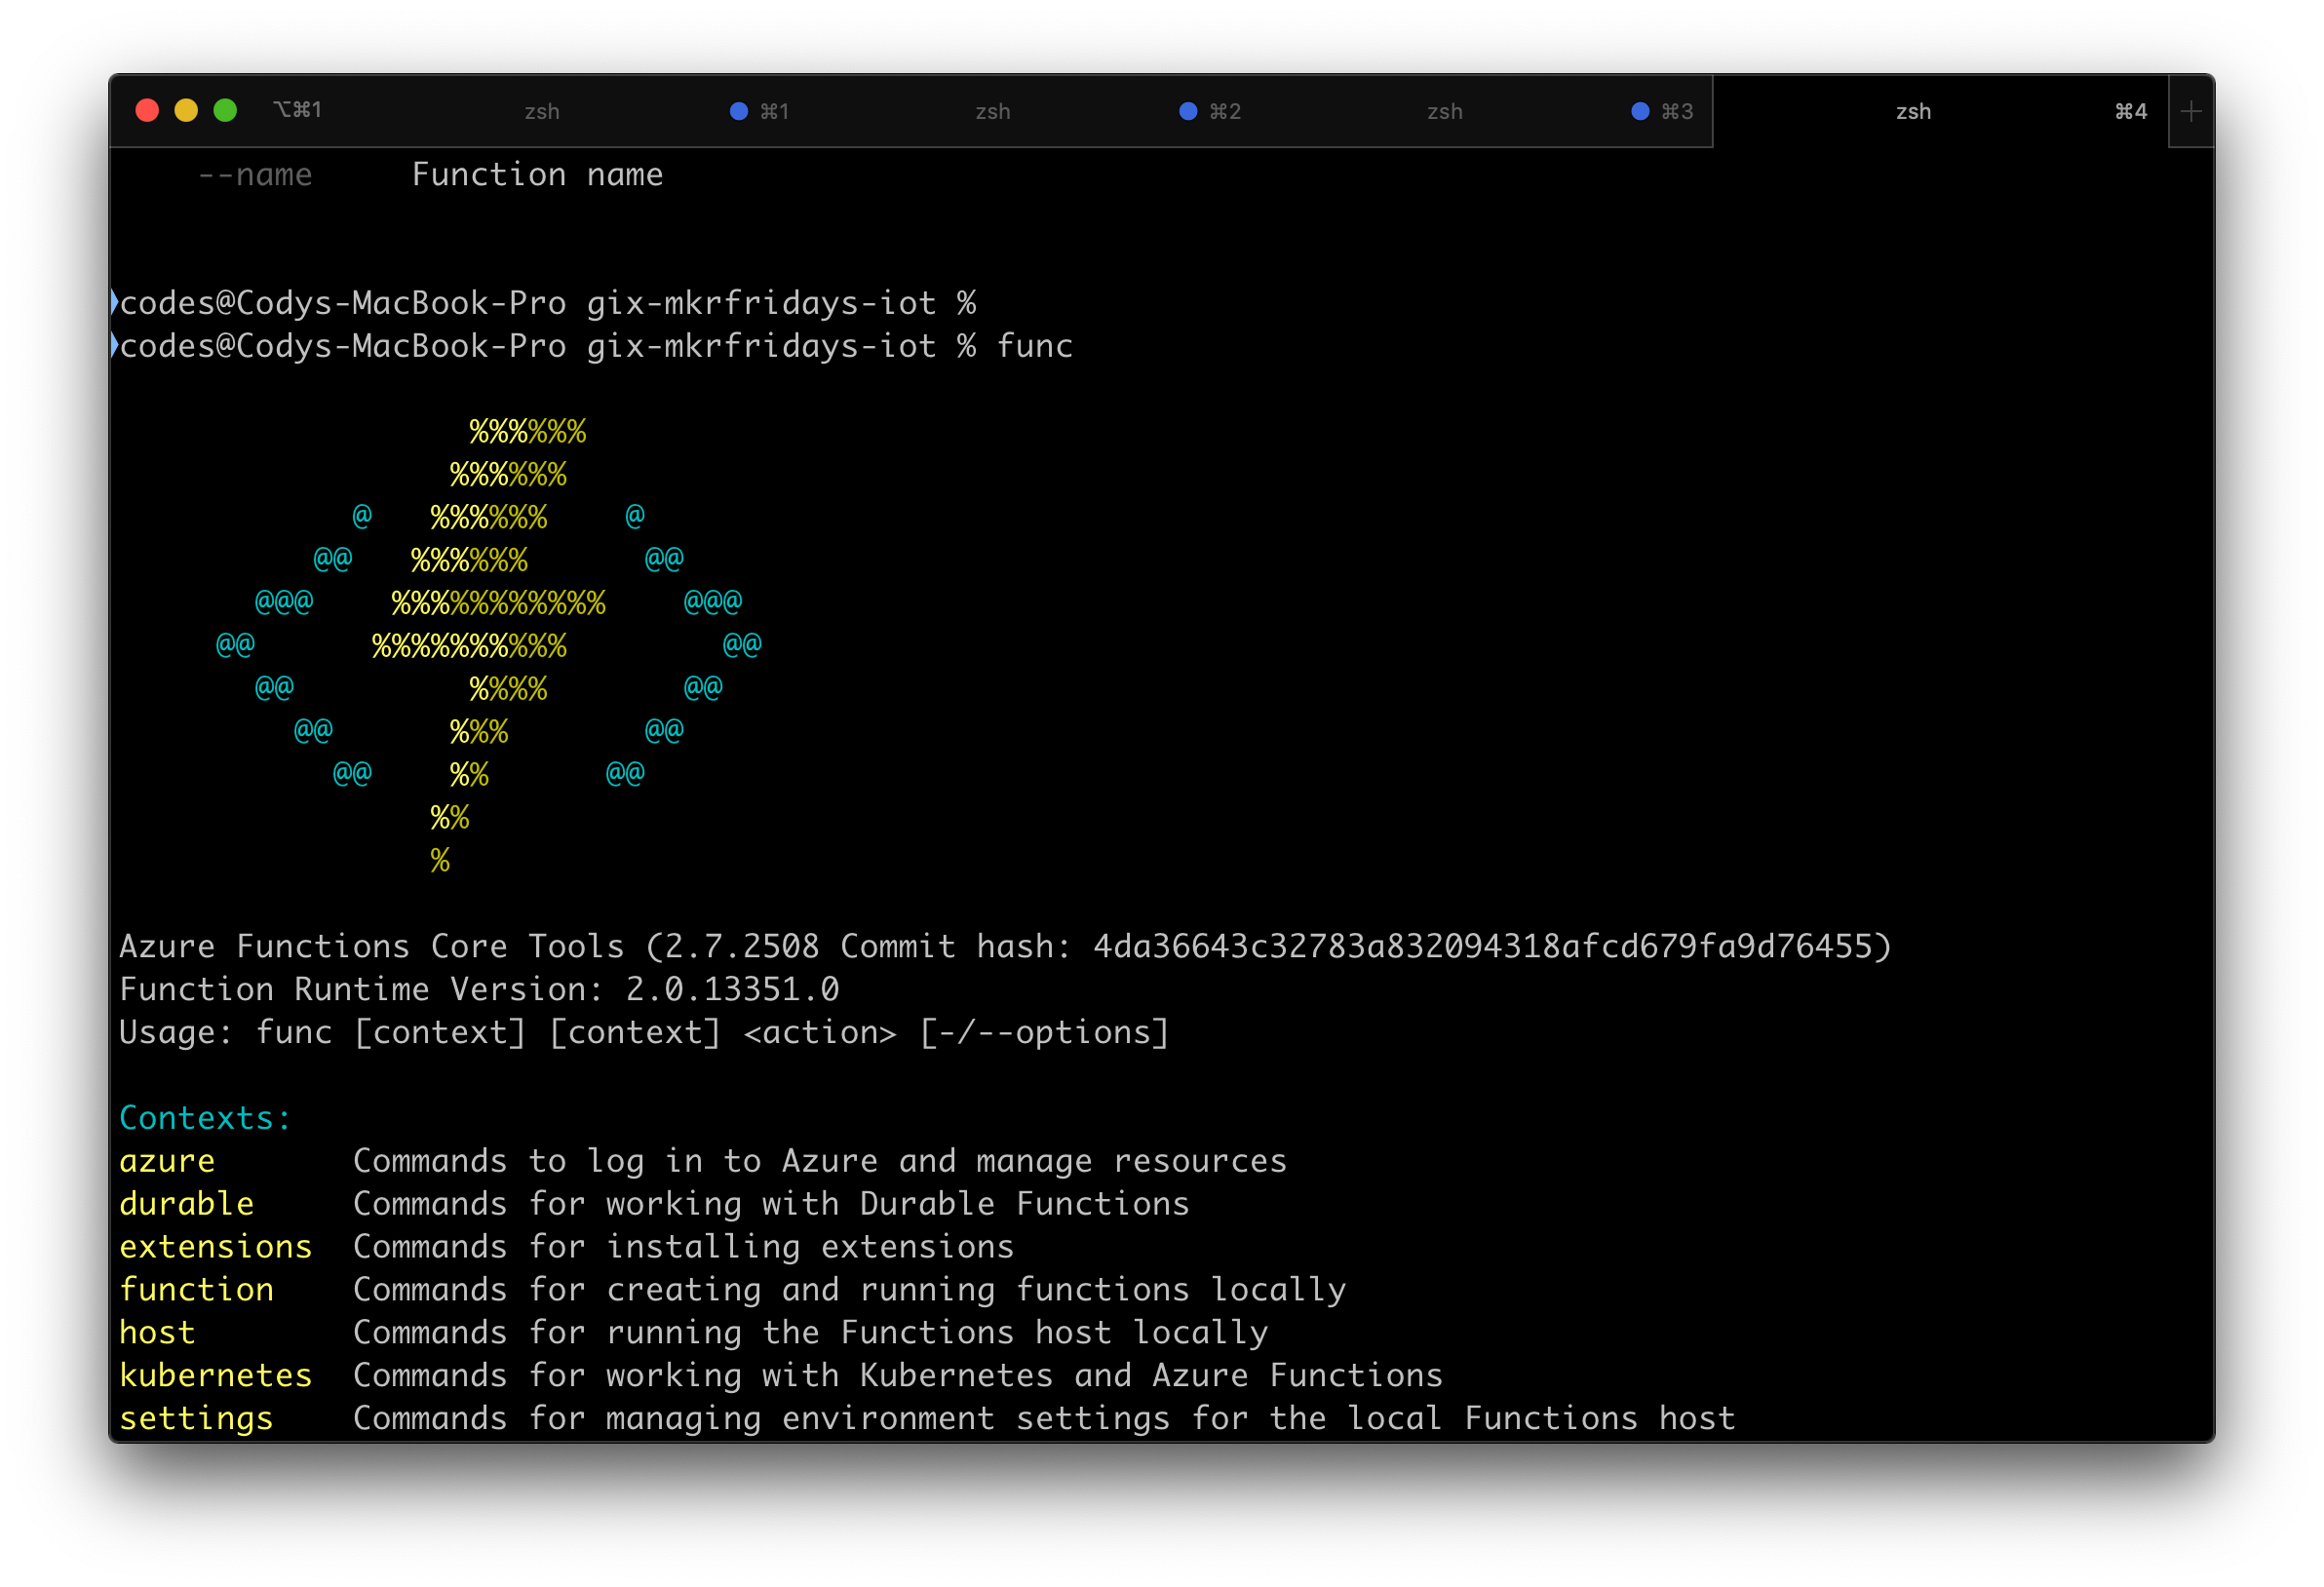 ⌥⌘1 zsh ⌘1 zsh ⌘2 zsh ⌘3 zsh ⌘4 +
--name Function name
codes@Codys-MacBook-Pro gix-mkrfridays-iot %
codes@Codys-MacBook-Pro gix-mkrfridays-iot % func
                  %%%%%%
                 %%%%%%
            @   %%%%%%    @
          @@   %%%%%%      @@
       @@@    %%%%%%%%%%%    @@@
     @@      %%%%%%%%%%        @@
       @@         %%%%       @@
         @@      %%%       @@
           @@    %%      @@
                %%
                %
Azure Functions Core Tools (2.7.2508 Commit hash: 4da36643c32783a832094318afcd679fa9d76455)
Function Runtime Version: 2.0.13351.0
Usage: func [context] [context] <action> [-/--options]
Contexts:
azure Commands to log in to Azure and manage resources
durable Commands for working with Durable Functions
extensions Commands for installing extensions
function Commands for creating and running functions locally
host Commands for running the Functions host locally
kubernetes Commands for working with Kubernetes and Azure Functions
settings Commands for managing environment settings for the local Functions host